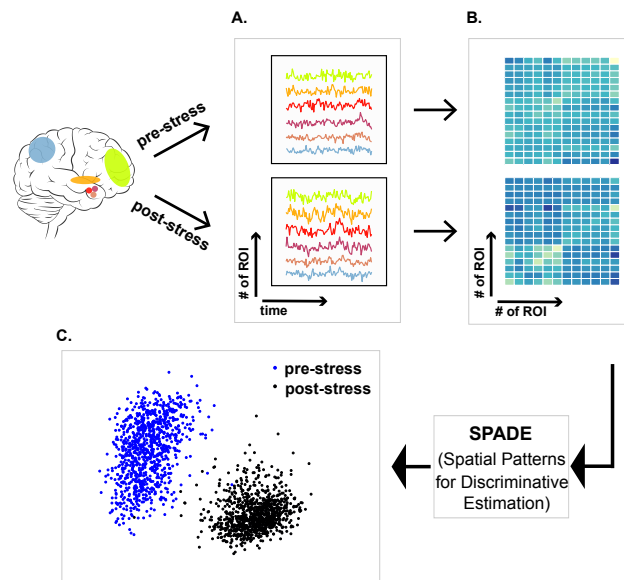 A.
B.
pre-stress
post-stress
# of ROI
time
# of ROI
# of ROI
C.
pre-stress
post-stress
SPADE
(Spatial Patterns
for Discriminative
Estimation)